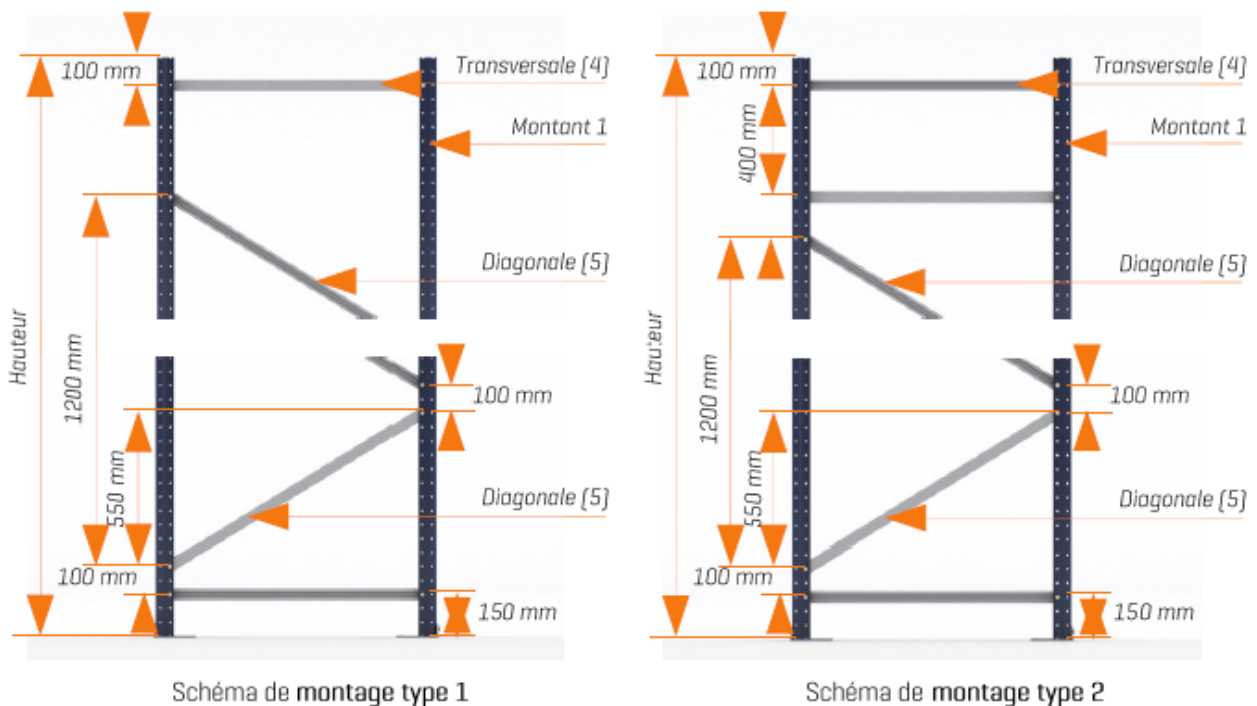 100 mm
Transversale (4)
Montant 1
Diagonale (5)
Hauteur
1200 mm
100 mm
550 mm
Diagonale (5)
100 mm
150 mm
Schéma de montage type 1
100 mm
Transversale (4)
400 mm
Montant 1
Diagonale (5)
Hauteur
1200 mm
100 mm
550 mm
Diagonale (5)
100 mm
150 mm
Schéma de montage type 2